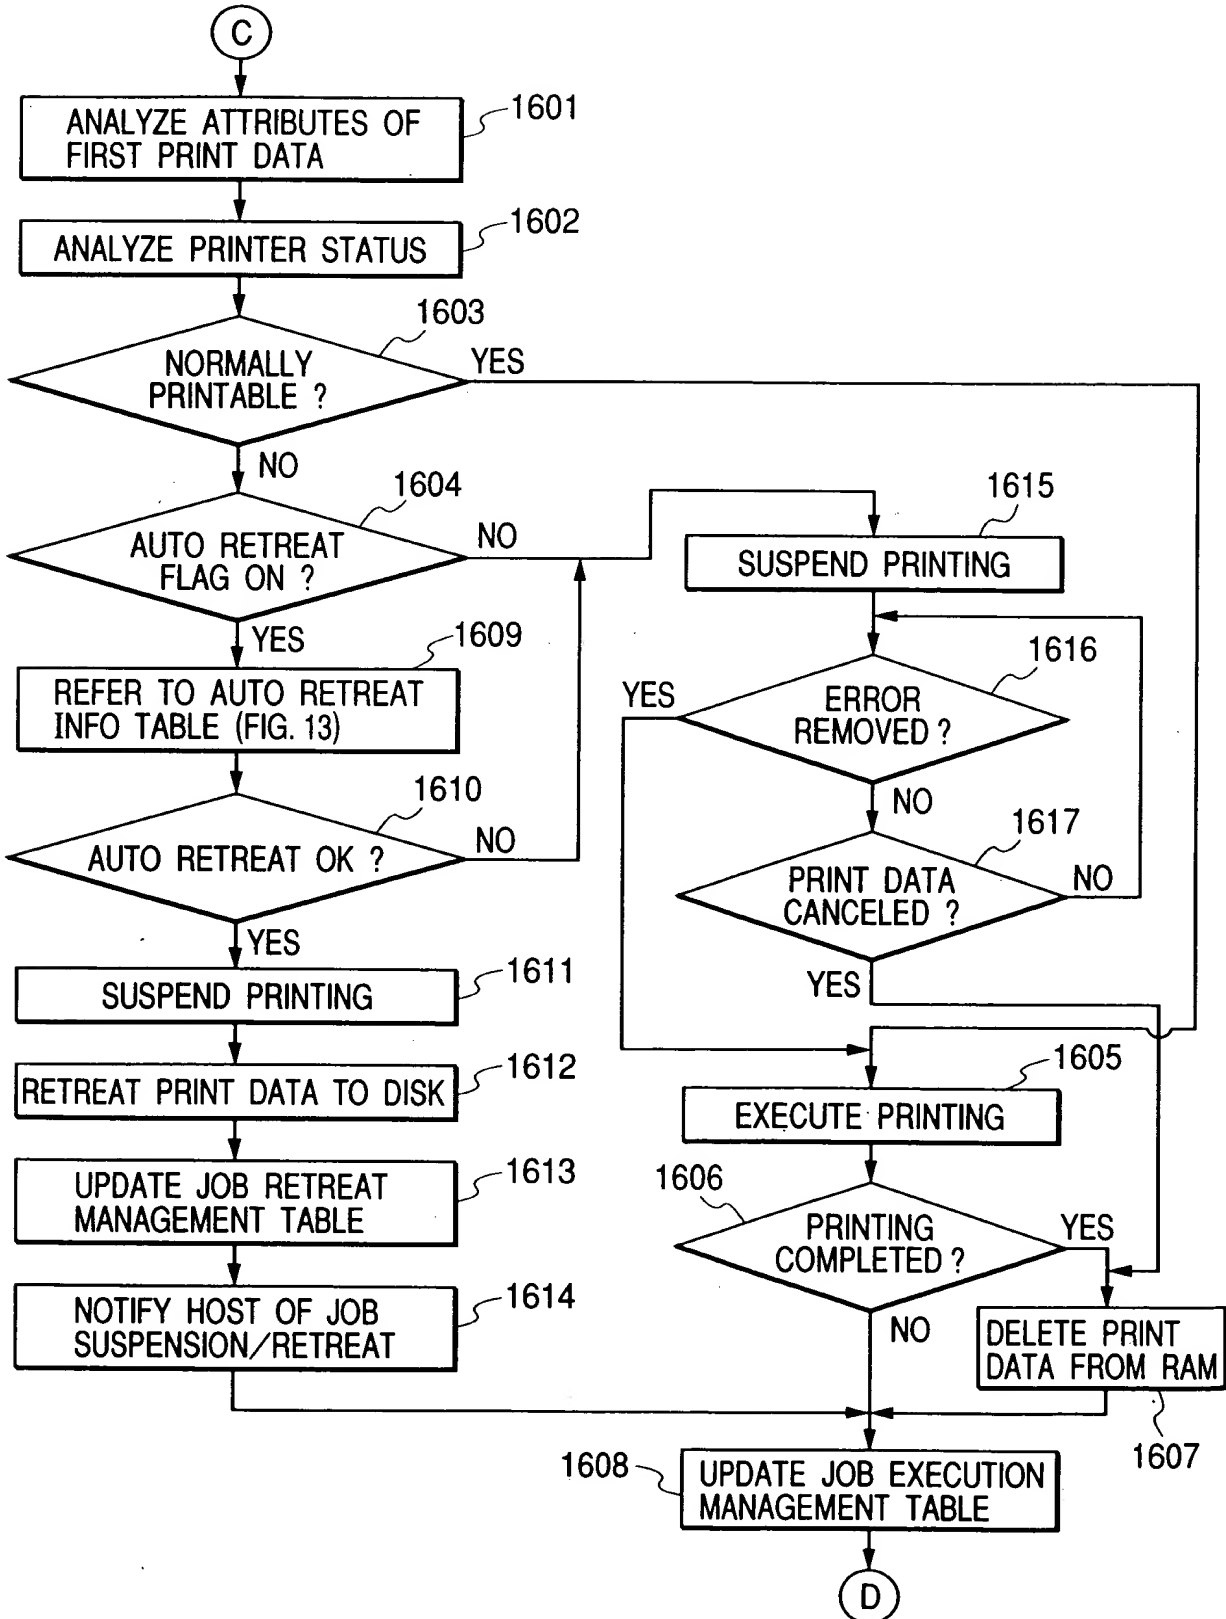 C
1601
ANALYZE ATTRIBUTES OF
FIRST PRINT DATA
1602
ANALYZE PRINTER STATUS
1603
NORMALLY
PRINTABLE ?
YES
NO
1604
AUTO RETREAT
FLAG ON ?
NO
YES
1609
REFER TO AUTO RETREAT
INFO TABLE (FIG. 13)
1610
AUTO RETREAT OK ?
NO
YES
1611
SUSPEND PRINTING
1612
RETREAT PRINT DATA TO DISK
1613
UPDATE JOB RETREAT
MANAGEMENT TABLE
1614
NOTIFY HOST OF JOB
SUSPENSION/RETREAT
1615
SUSPEND PRINTING
1616
YES
ERROR
REMOVED ?
NO
1617
PRINT DATA
CANCELED ?
NO
YES
1605
EXECUTE PRINTING
1606
PRINTING
COMPLETED ?
YES
NO
DELETE PRINT
DATA FROM RAM
1607
1608
UPDATE JOB EXECUTION
MANAGEMENT TABLE
D